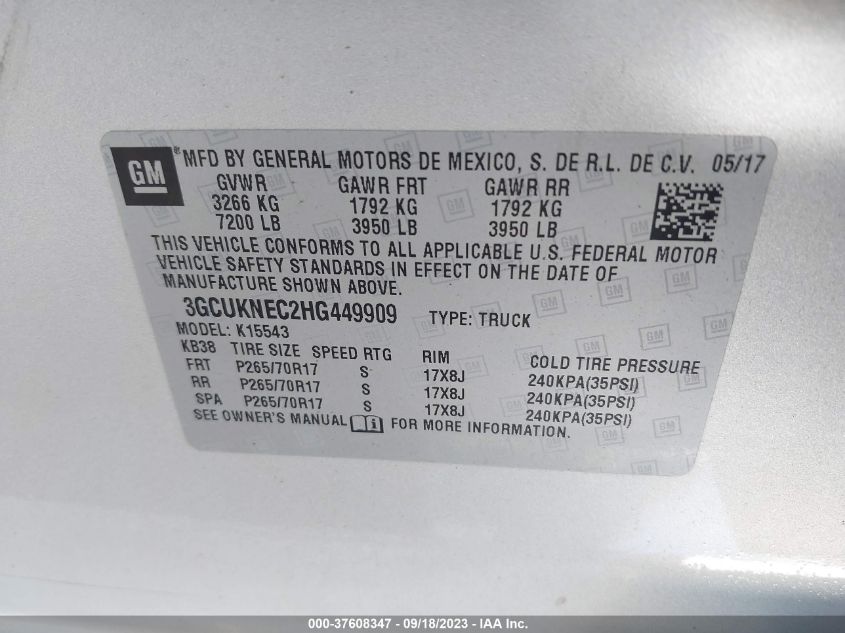 GM ® MFD BY GENERAL MOTORS DE MEXICO, S. DE R.L. DE C.V. 05/17
GVWR GAWR FRT GAWR RR
3266 KG 1792 KG 1792 KG
7200 LB 3950 LB 3950 LB
THIS VEHICLE CONFORMS TO ALL APPLICABLE U.S. FEDERAL MOTOR
VEHICLE SAFETY STANDARDS IN EFFECT ON THE DATE OF
MANUFACTURE SHOWN ABOVE.
3GCUKNEC2HG449909 TYPE: TRUCK
MODEL: K15543
KB38 TIRE SIZE SPEED RTG RIM COLD TIRE PRESSURE
FRT P265/70R17 S 17X8J 240KPA(35PSI)
RR P265/70R17 S 17X8J 240KPA(35PSI)
SPA P265/70R17 S 17X8J 240KPA(35PSI)
SEE OWNER'S MANUAL FOR MORE INFORMATION.
000-37608347 - 09/18/2023 - IAA Inc.